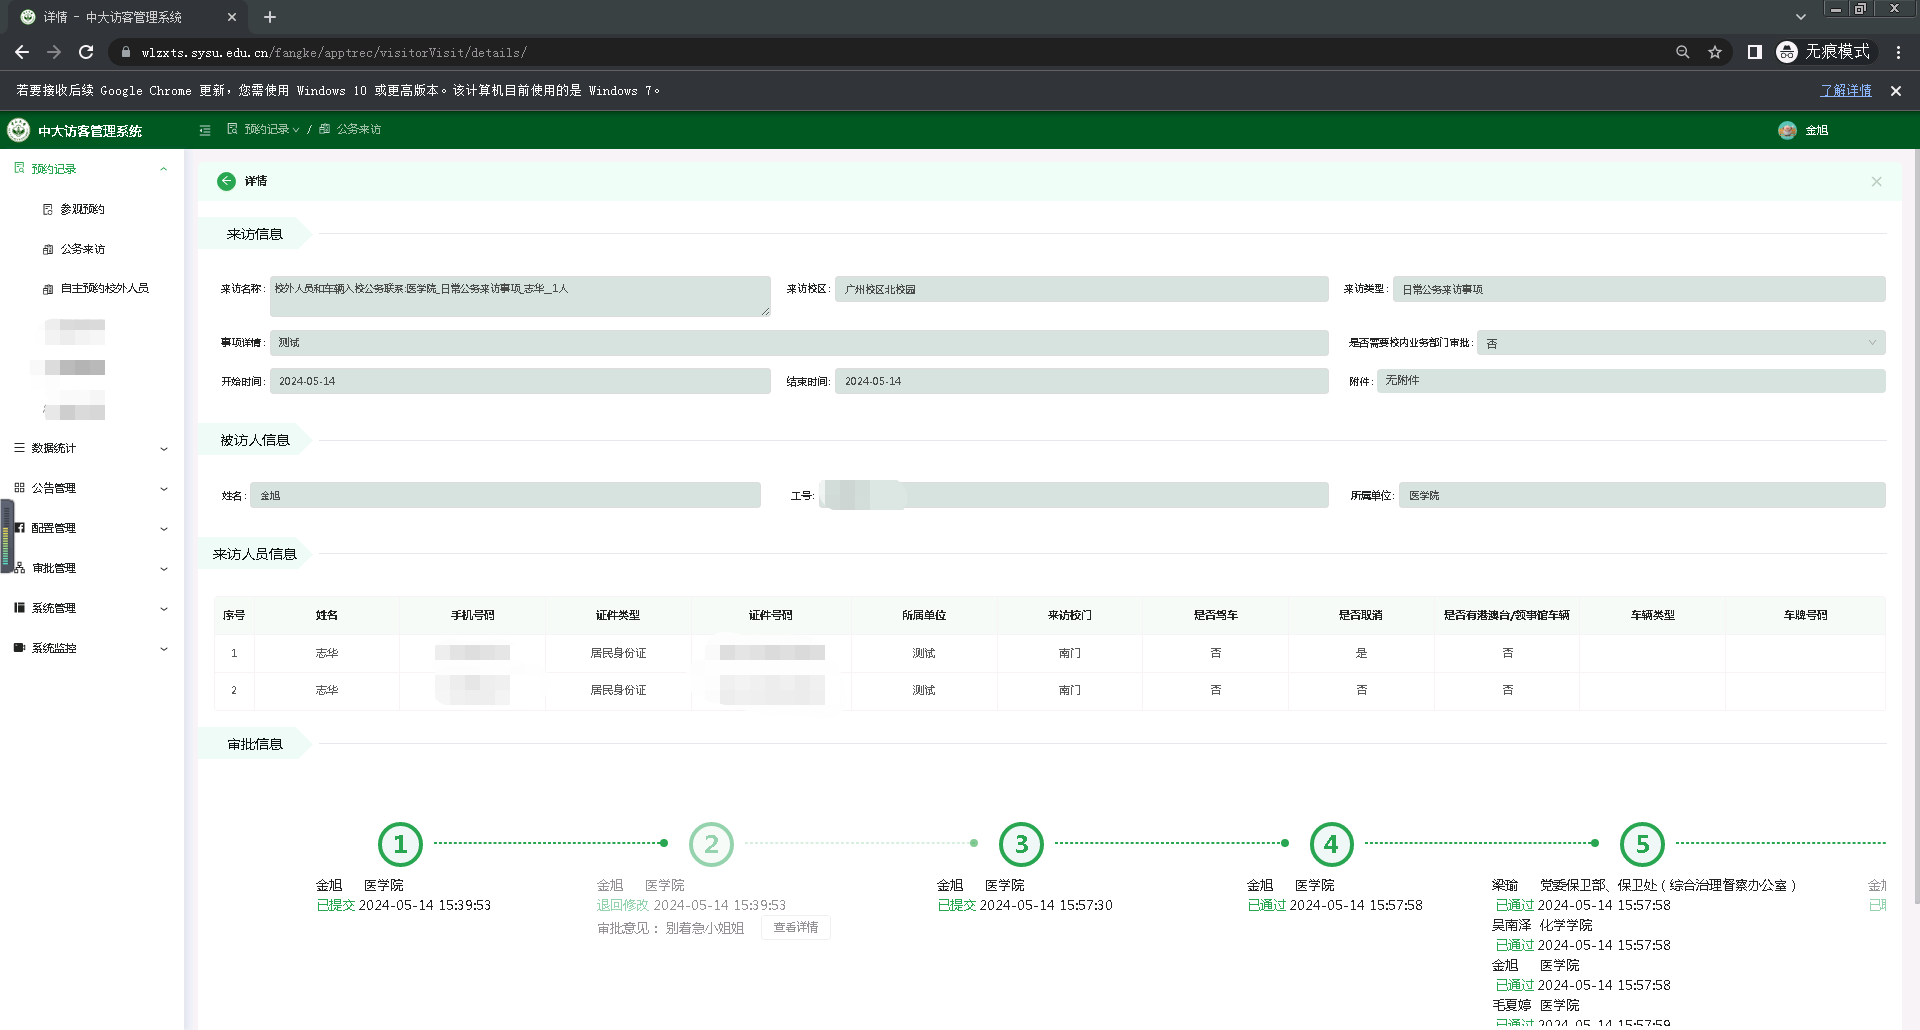 详情 - 中大访客管理系统
wlzxts.sysu.edu.cn/fangke/apptrec/visitorVisit/details/
无痕模式
若要接收后续 Google Chrome 更新，您需使用 Windows 10 或更高版本。该计算机目前使用的是 Windows 7。
了解详情
中大访客管理系统
预约记录 / 公务来访
金旭
预约记录
参观预约
公务来访
自主预约校外人员
数据统计
公告管理
配置管理
审批管理
系统管理
系统监控
详情
来访信息
来访名称: 校外人员和车辆入校公务联系:医学院_日常公务来访事项_志华_1人
来访校区: 广州校区北校园
来访类型: 日常公务来访事项
事项详情: 测试
是否需要校内业务部门审批: 否
开始时间: 2024-05-14
结束时间: 2024-05-14
附件: 无附件
被访人信息
姓名: 金旭
工号:
所属单位: 医学院
来访人员信息
序号 姓名 手机号码 证件类型 证件号码 所属单位 来访校门 是否驾车 是否取消 是否有港澳台/领事馆车辆 车辆类型 车牌号码
1 志华 居民身份证 测试 南门 否 是 否
2 志华 居民身份证 测试 南门 否 否 否
审批信息
1
金旭 医学院
已提交 2024-05-14 15:39:53
2
金旭 医学院
退回修改 2024-05-14 15:39:53
审批意见： 别着急小姐姐 查看详情
3
金旭 医学院
已提交 2024-05-14 15:57:30
4
金旭 医学院
已通过 2024-05-14 15:57:58
5
梁瑜 党委保卫部、保卫处（综合治理督察办公室）
已通过 2024-05-14 15:57:58
吴南泽 化学学院
已通过 2024-05-14 15:57:58
金旭 医学院
已通过 2024-05-14 15:57:58
毛夏婷 医学院
已通过 2024-05-14 15:57:59